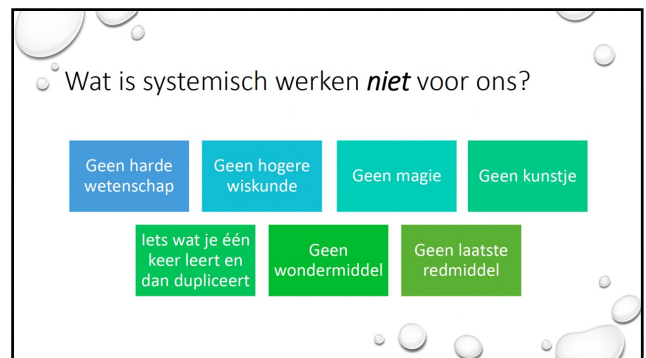 Wat is systemisch werken niet voor ons?
Geen harde
wetenschap
Geen hogere
wiskunde
Geen magie
Geen kunstje
Iets wat je één
keer leert en
dan dupliceert
Geen
wondermiddel
Geen laatste
redmiddel